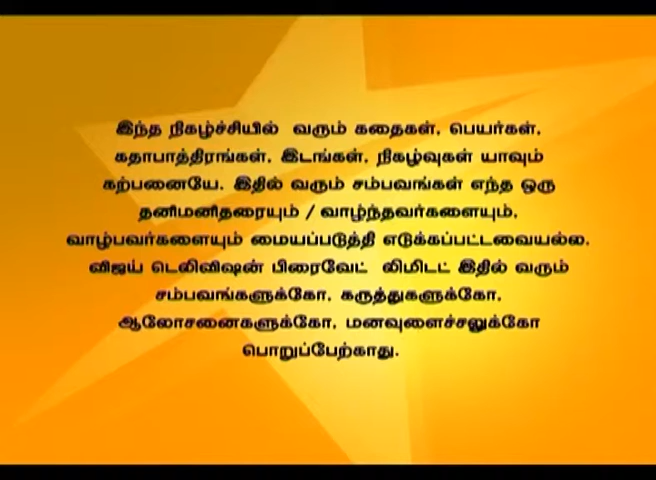 இந்த நிகழ்ச்சியில் வரும் கதைகள், பெயர்கள்,
கதாபாத்திரங்கள், இடங்கள், நிகழ்வுகள் யாவும்
கற்பனையே. இதில் வரும் சம்பவங்கள் எந்த ஒரு
தனிமனிதரையும் / வாழ்ந்தவர்களையும்,
வாழ்பவர்களையும் மையப்படுத்தி எடுக்கப்பட்டவையல்ல.
விஜய் டெலிவிஷன் பிரைவேட் லிமிடட் இதில் வரும்
சம்பவங்களுக்கோ, கருத்துகளுக்கோ,
ஆலோசனைகளுக்கோ, மனவுளைச்சலுக்கோ
பொறுப்பேற்காது.